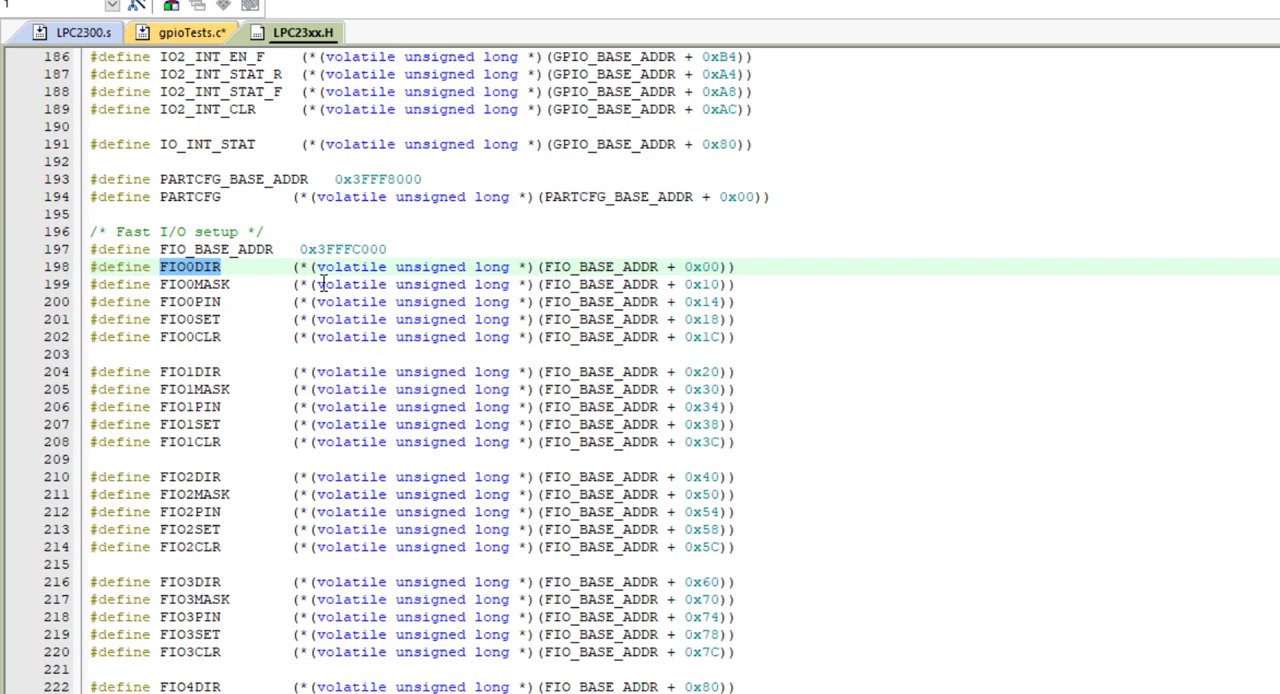 1
LPC2300.s gpioTests.c* LPC23xx.H
186 #define IO2_INT_EN_F (*(volatile unsigned long *)(GPIO_BASE_ADDR + 0xB4))
187 #define IO2_INT_STAT_R (*(volatile unsigned long *)(GPIO_BASE_ADDR + 0xA4))
188 #define IO2_INT_STAT_F (*(volatile unsigned long *)(GPIO_BASE_ADDR + 0xA8))
189 #define IO2_INT_CLR (*(volatile unsigned long *)(GPIO_BASE_ADDR + 0xAC))
190
191 #define IO_INT_STAT (*(volatile unsigned long *)(GPIO_BASE_ADDR + 0x80))
192
193 #define PARTCFG_BASE_ADDR 0x3FFF8000
194 #define PARTCFG (*(volatile unsigned long *)(PARTCFG_BASE_ADDR + 0x00))
195
196 /* Fast I/O setup */
197 #define FIO_BASE_ADDR 0x3FFFC000
198 #define FIO0DIR (*(volatile unsigned long *)(FIO_BASE_ADDR + 0x00))
199 #define FIO0MASK (*(volatile unsigned long *)(FIO_BASE_ADDR + 0x10))
200 #define FIO0PIN (*(volatile unsigned long *)(FIO_BASE_ADDR + 0x14))
201 #define FIO0SET (*(volatile unsigned long *)(FIO_BASE_ADDR + 0x18))
202 #define FIO0CLR (*(volatile unsigned long *)(FIO_BASE_ADDR + 0x1C))
203
204 #define FIO1DIR (*(volatile unsigned long *)(FIO_BASE_ADDR + 0x20))
205 #define FIO1MASK (*(volatile unsigned long *)(FIO_BASE_ADDR + 0x30))
206 #define FIO1PIN (*(volatile unsigned long *)(FIO_BASE_ADDR + 0x34))
207 #define FIO1SET (*(volatile unsigned long *)(FIO_BASE_ADDR + 0x38))
208 #define FIO1CLR (*(volatile unsigned long *)(FIO_BASE_ADDR + 0x3C))
209
210 #define FIO2DIR (*(volatile unsigned long *)(FIO_BASE_ADDR + 0x40))
211 #define FIO2MASK (*(volatile unsigned long *)(FIO_BASE_ADDR + 0x50))
212 #define FIO2PIN (*(volatile unsigned long *)(FIO_BASE_ADDR + 0x54))
213 #define FIO2SET (*(volatile unsigned long *)(FIO_BASE_ADDR + 0x58))
214 #define FIO2CLR (*(volatile unsigned long *)(FIO_BASE_ADDR + 0x5C))
215
216 #define FIO3DIR (*(volatile unsigned long *)(FIO_BASE_ADDR + 0x60))
217 #define FIO3MASK (*(volatile unsigned long *)(FIO_BASE_ADDR + 0x70))
218 #define FIO3PIN (*(volatile unsigned long *)(FIO_BASE_ADDR + 0x74))
219 #define FIO3SET (*(volatile unsigned long *)(FIO_BASE_ADDR + 0x78))
220 #define FIO3CLR (*(volatile unsigned long *)(FIO_BASE_ADDR + 0x7C))
221
222 #define FIO4DIR (*(volatile unsigned long *)(FIO_BASE_ADDR + 0x80))